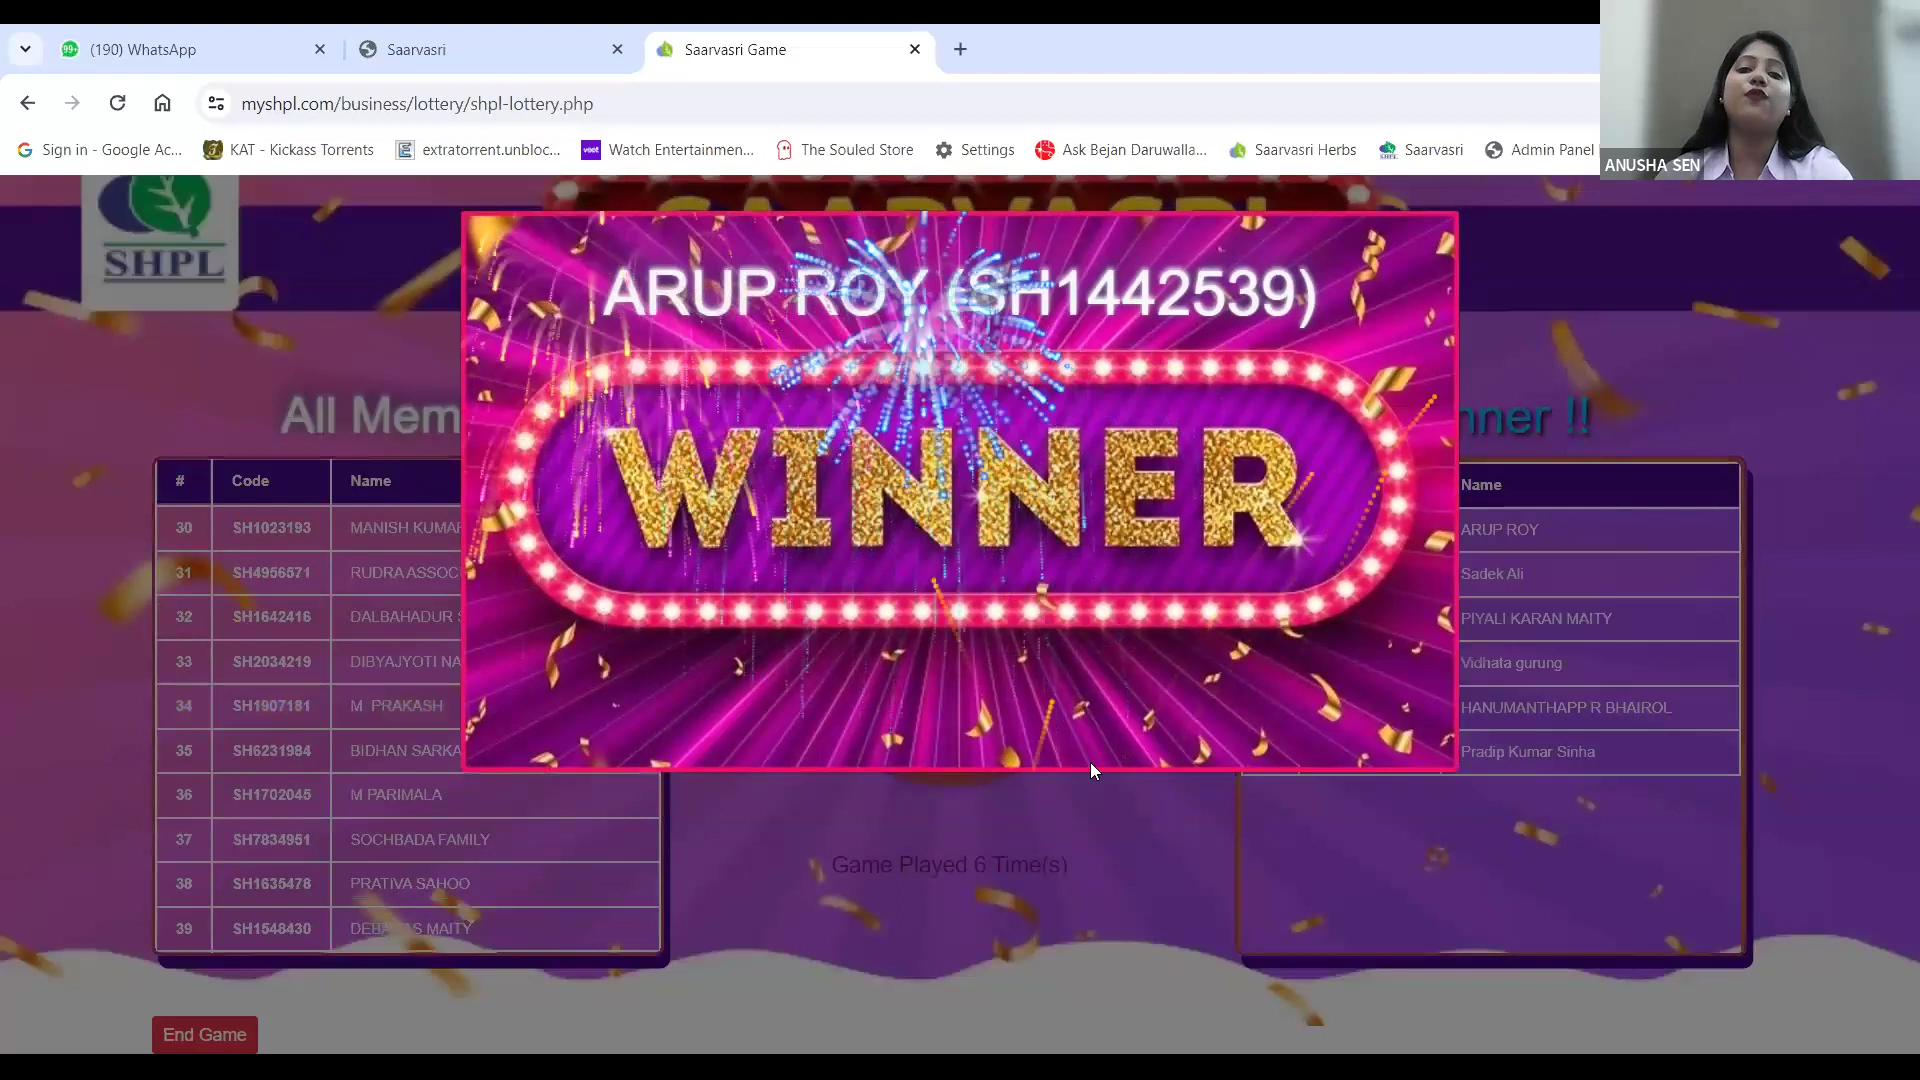 (190) WhatsApp
Saarvasri
Saarvasri Game
myshpl.com/business/lottery/shpl-lottery.php
Sign in - Google Ac...
KAT - Kickass Torrents
extratorrent.unbloc...
Watch Entertainmen...
The Souled Store
Settings
Ask Bejan Daruwalla...
Saarvasri Herbs
Saarvasri
Admin Panel
ANUSHA SEN
SAARVASRI
SHPL
ARUP ROY (SH1442539)
WINNER
All Mem
# Code Name
30 SH1023193 MANISH KUMAR
31 SH4956571 RUDRA ASSOC
32 SH1642416 DALBAHADUR S
33 SH2034219 DIBYAJYOTI NA
34 SH1907181 M PRAKASH
35 SH6231984 BIDHAN SARKA
36 SH1702045 M PARIMALA
37 SH7834951 SOCHBADA FAMILY
38 SH1635478 PRATIVA SAHOO
39 SH1548430 DEBADAS MAITY
Game Played 6 Time(s)
nner !!
Name
ARUP ROY
Sadek Ali
PIYALI KARAN MAITY
Vidhata gurung
HANUMANTHAPP R BHAIROL
Pradip Kumar Sinha
End Game